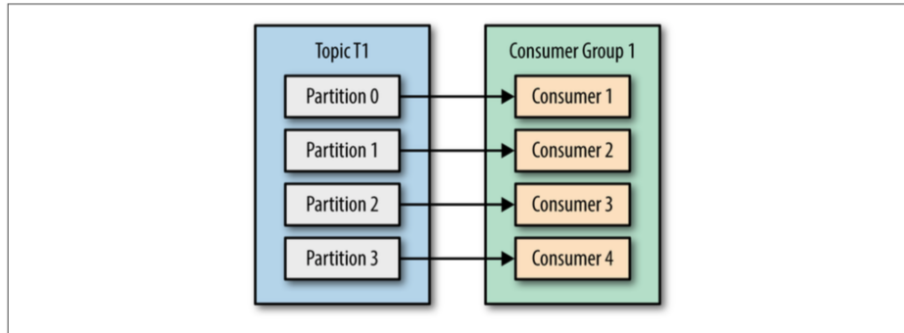 Topic T1
Partition 0
Partition 1
Partition 2
Partition 3
Consumer Group 1
Consumer 1
Consumer 2
Consumer 3
Consumer 4